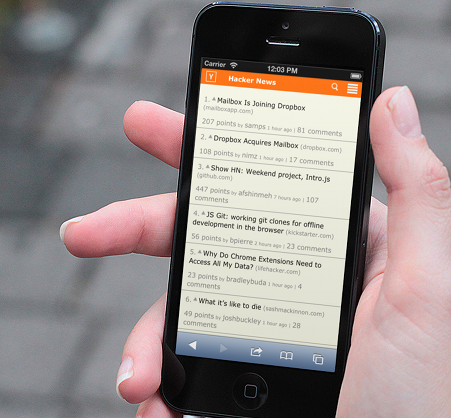 Carrier 12:03 PM
Y Hacker News
1. Mailbox Is Joining Dropbox
(mailboxapp.com)
207 points by samps 1 hour ago | 81 comments
2. Dropbox Acquires Mailbox (dropbox.com)
108 points by nimz 1 hour ago | 17 comments
3. Show HN: Weekend project, Intro.js
(github.com)
447 points by afshinmeh 7 hours ago | 107
comments
4. JS Git: working git clones for offline
development in the browser (kickstarter.com)
56 points by bpierre 2 hours ago | 23 comments
5. Why Do Chrome Extensions Need to
Access All My Data? (lifehacker.com)
23 points by bradleybuda 1 hour ago | 4
comments
6. What it's like to die (sashmackinnon.com)
49 points by joshbuckley 1 hour ago | 28
comments